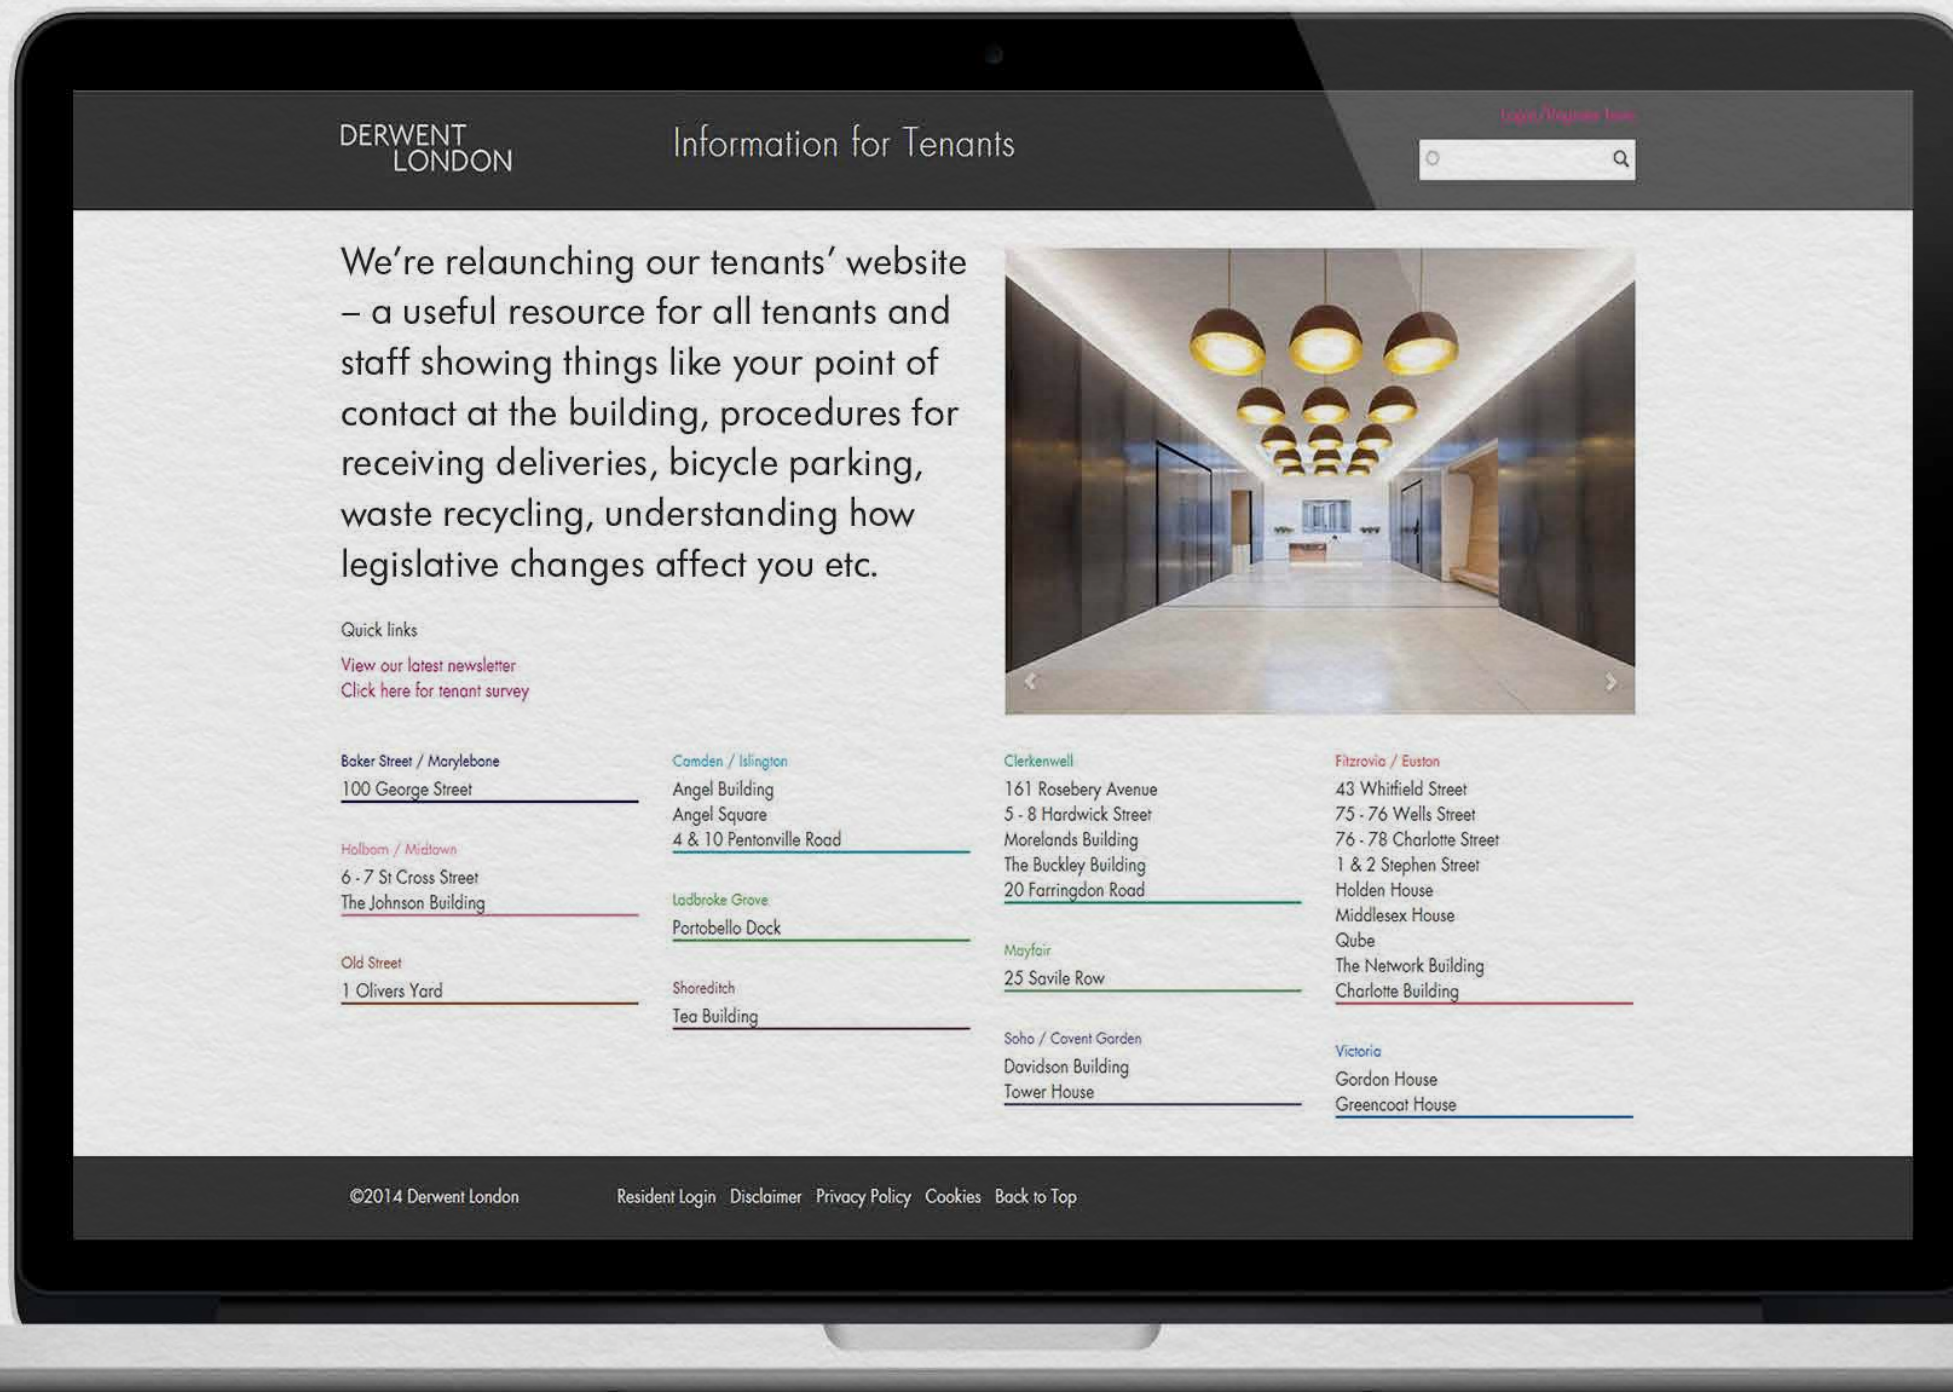 DERWENT
LONDON
Information for Tenants
Login/Register here
We're relaunching our tenants' website
– a useful resource for all tenants and
staff showing things like your point of
contact at the building, procedures for
receiving deliveries, bicycle parking,
waste recycling, understanding how
legislative changes affect you etc.
Quick links
View our latest newsletter
Click here for tenant survey
Baker Street / Marylebone
100 George Street
Holborn / Midtown
6 - 7 St Cross Street
The Johnson Building
Old Street
1 Olivers Yard
Camden / Islington
Angel Building
Angel Square
4 & 10 Pentonville Road
Ladbroke Grove
Portobello Dock
Shoreditch
Tea Building
Clerkenwell
161 Rosebery Avenue
5 - 8 Hardwick Street
Morelands Building
The Buckley Building
20 Farringdon Road
Mayfair
25 Savile Row
Soho / Covent Garden
Davidson Building
Tower House
Fitzrovia / Euston
43 Whitfield Street
75 - 76 Wells Street
76 - 78 Charlotte Street
1 & 2 Stephen Street
Holden House
Middlesex House
Qube
The Network Building
Charlotte Building
Victoria
Gordon House
Greencoat House
©2014 Derwent London
Resident Login Disclaimer Privacy Policy Cookies Back to Top